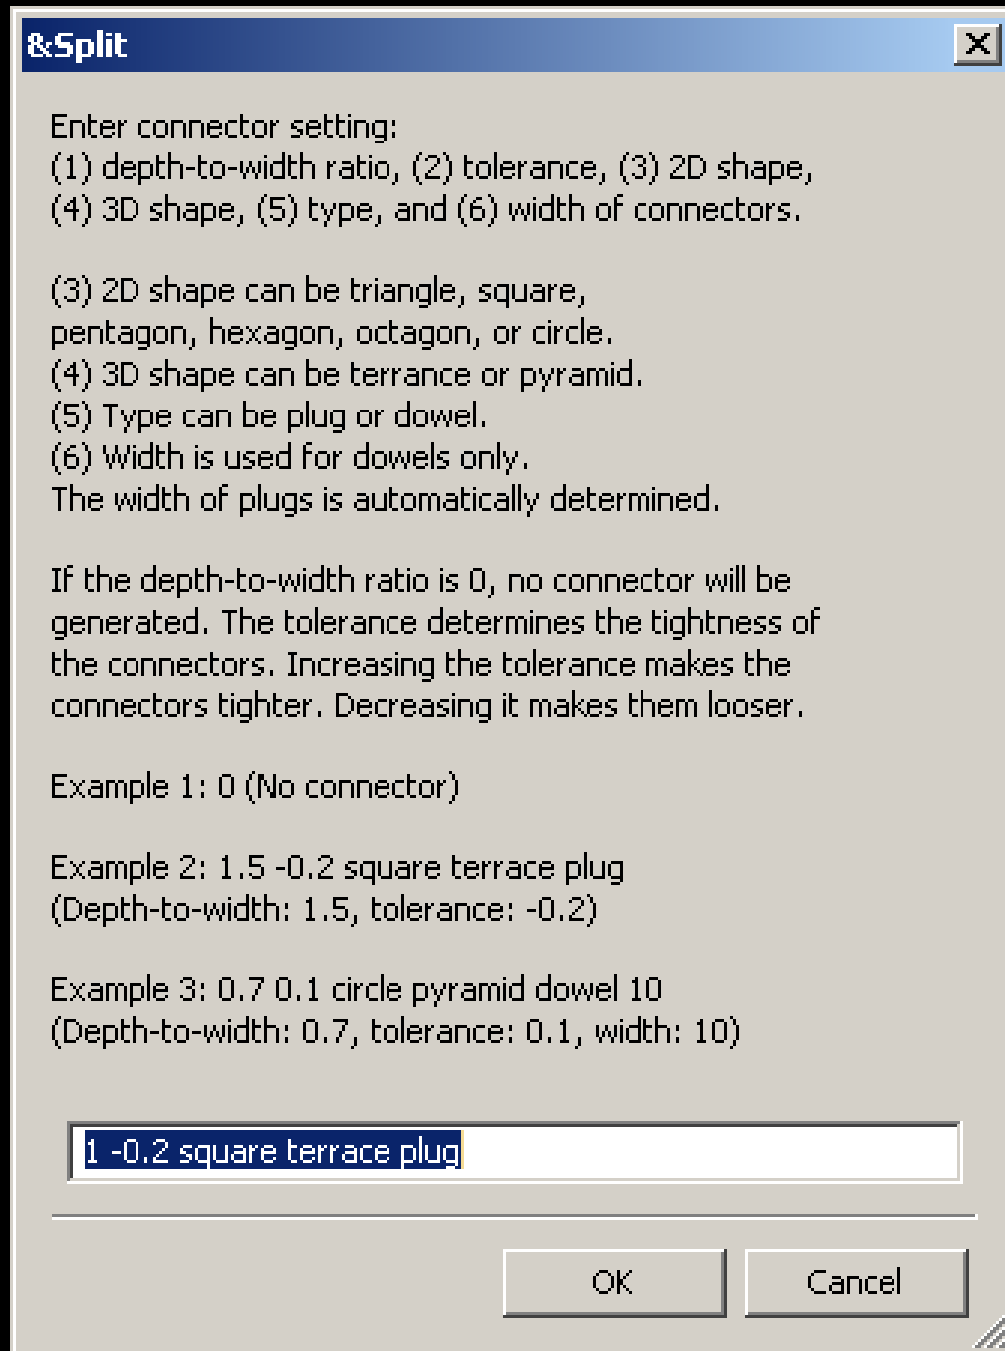 &Split
Enter connector setting:
(1) depth-to-width ratio, (2) tolerance, (3) 2D shape,
(4) 3D shape, (5) type, and (6) width of connectors.
(3) 2D shape can be triangle, square,
pentagon, hexagon, octagon, or circle.
(4) 3D shape can be terrance or pyramid.
(5) Type can be plug or dowel.
(6) Width is used for dowels only.
The width of plugs is automatically determined.
If the depth-to-width ratio is 0, no connector will be
generated. The tolerance determines the tightness of
the connectors. Increasing the tolerance makes the
connectors tighter. Decreasing it makes them looser.
Example 1: 0 (No connector)
Example 2: 1.5 -0.2 square terrace plug
(Depth-to-width: 1.5, tolerance: -0.2)
Example 3: 0.7 0.1 circle pyramid dowel 10
(Depth-to-width: 0.7, tolerance: 0.1, width: 10)
1 -0.2 square terrace plug
OK Cancel